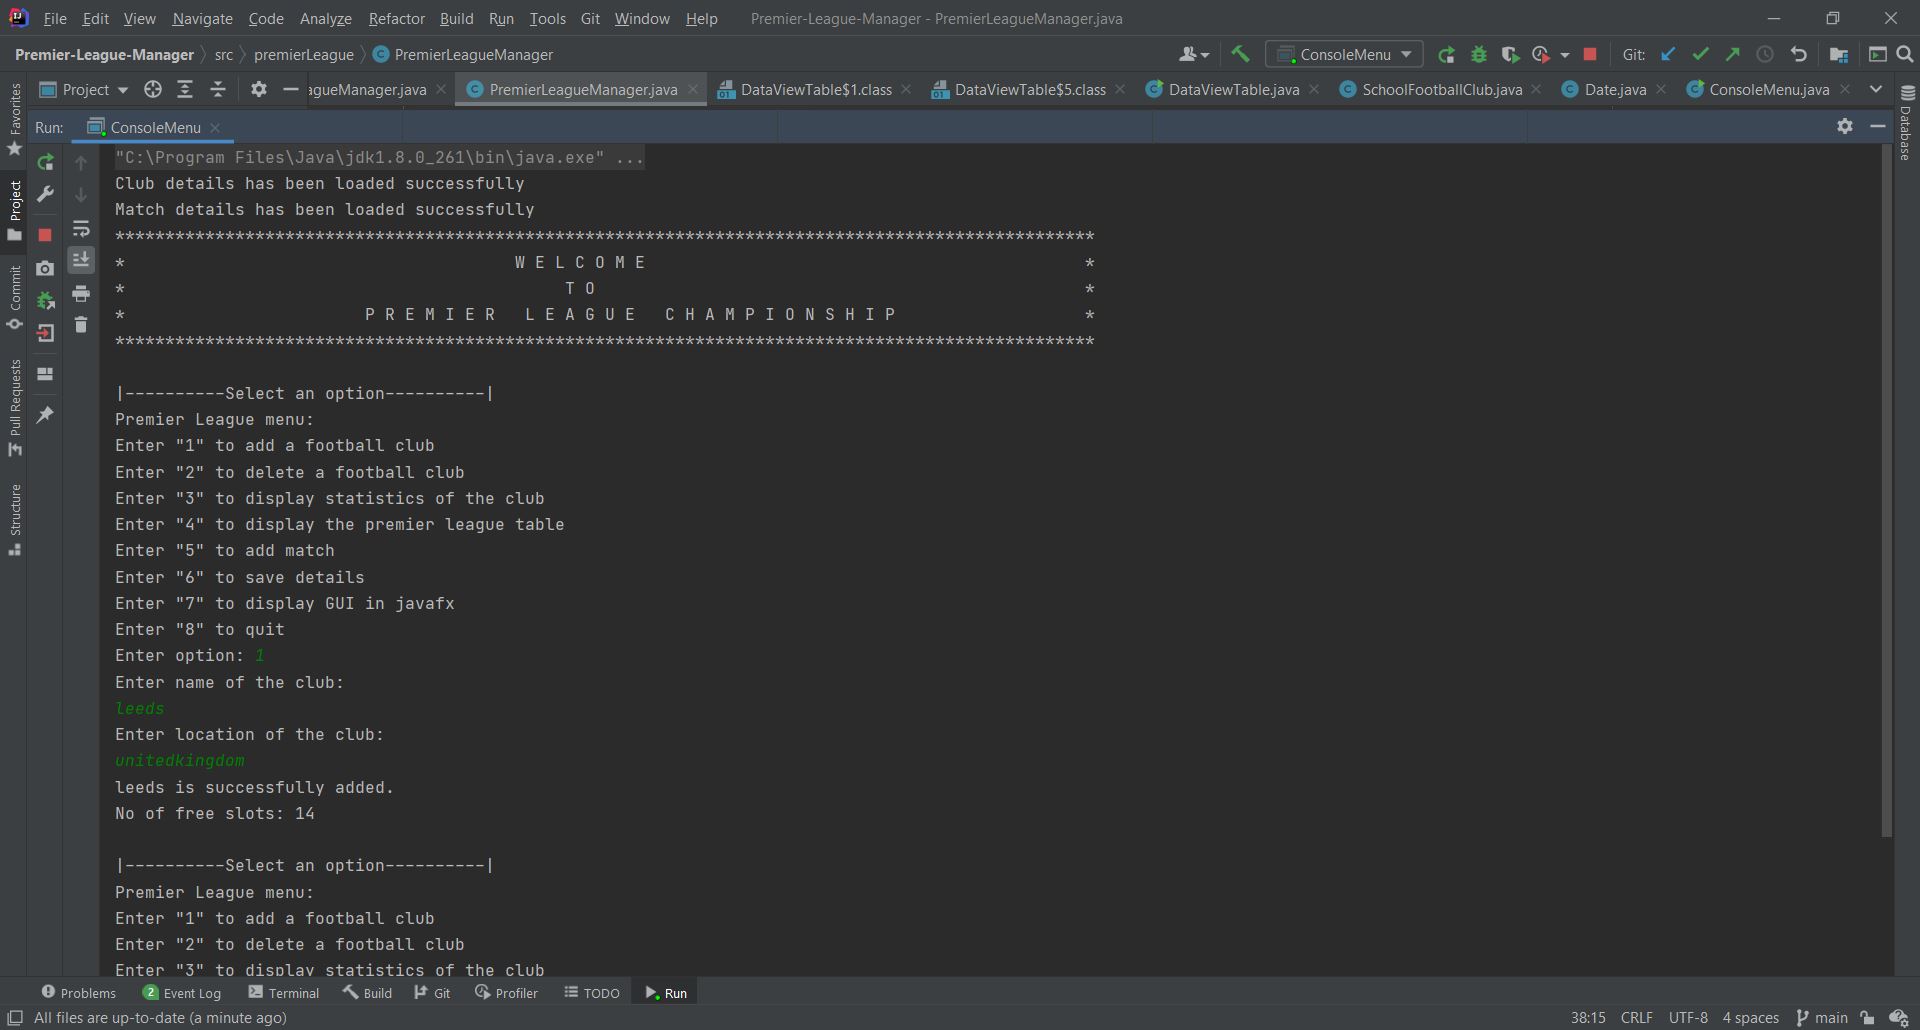 File Edit View Navigate Code Analyze Refactor Build Run Tools Git Window Help Premier-League-Manager - PremierLeagueManager.java
Premier-League-Manager src premierLeague PremierLeagueManager ConsoleMenu Git:
Project agueManager.java PremierLeagueManager.java DataViewTable$1.class DataViewTable$5.class DataViewTable.java SchoolFootballClub.java Date.java ConsoleMenu.java
Run: ConsoleMenu
Favorites
Project
Commit
Pull Requests
Structure
Database
"C:\Program Files\Java\jdk1.8.0_261\bin\java.exe" ...
Club details has been loaded successfully
Match details has been loaded successfully
**************************************************************************************************
* W E L C O M E *
* T O *
* P R E M I E R L E A G U E C H A M P I O N S H I P *
**************************************************************************************************
|----------Select an option----------|
Premier League menu:
Enter "1" to add a football club
Enter "2" to delete a football club
Enter "3" to display statistics of the club
Enter "4" to display the premier league table
Enter "5" to add match
Enter "6" to save details
Enter "7" to display GUI in javafx
Enter "8" to quit
Enter option: 1
Enter name of the club:
leeds
Enter location of the club:
unitedkingdom
leeds is successfully added.
No of free slots: 14
|----------Select an option----------|
Premier League menu:
Enter "1" to add a football club
Enter "2" to delete a football club
Enter "3" to display statistics of the club
Problems 2 Event Log Terminal Build Git Profiler TODO Run
All files are up-to-date (a minute ago) 38:15 CRLF UTF-8 4 spaces main